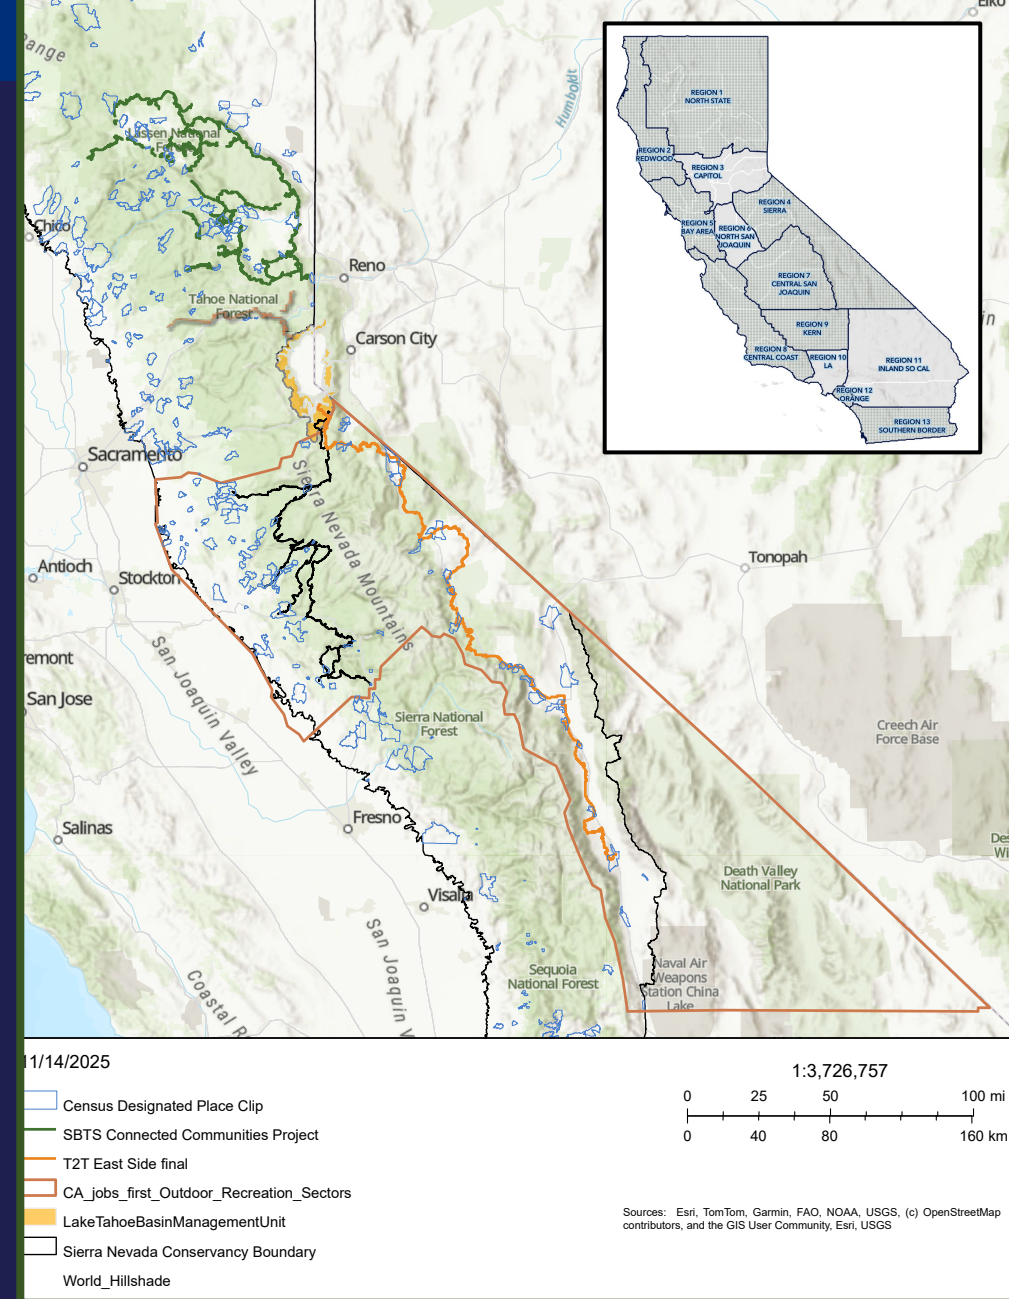 Elko
ange
Humboldt
Lassen National
Forest
Chico
Reno
Tahoe National
Forest
Carson City
Sacramento
Sierra Nevada Mountains
Antioch
Stockton
Tonopah
remont
San Jose
San Joaquin Valley
Sierra National
Forest
Creech Air
Force Base
Salinas
Fresno
Des
Wi
Death Valley
National Park
Visalia
San Joaquin V
Sequoia
National Forest
Naval Air
Weapons
Station China
Lake
Coastal R
in
REGION 1
NORTH STATE
REGION 2
REDWOOD
REGION 3
CAPITOL
REGION 4
SIERRA
REGION 5
BAY AREA
REGION 6
NORTH SAN
JOAQUIN
REGION 7
CENTRAL SAN
JOAQUIN
REGION 9
KERN
REGION 8
CENTRAL COAST
REGION 10
LA
REGION 11
INLAND SO CAL
REGION 12
ORANGE
REGION 13
SOUTHERN BORDER
11/14/2025
Census Designated Place Clip
SBTS Connected Communities Project
T2T East Side final
CA_jobs_first_Outdoor_Recreation_Sectors
LakeTahoeBasinManagementUnit
Sierra Nevada Conservancy Boundary
World_Hillshade
1:3,726,757
0 25 50 100 mi
0 40 80 160 km
Sources: Esri, TomTom, Garmin, FAO, NOAA, USGS, (c) OpenStreetMap
contributors, and the GIS User Community, Esri, USGS